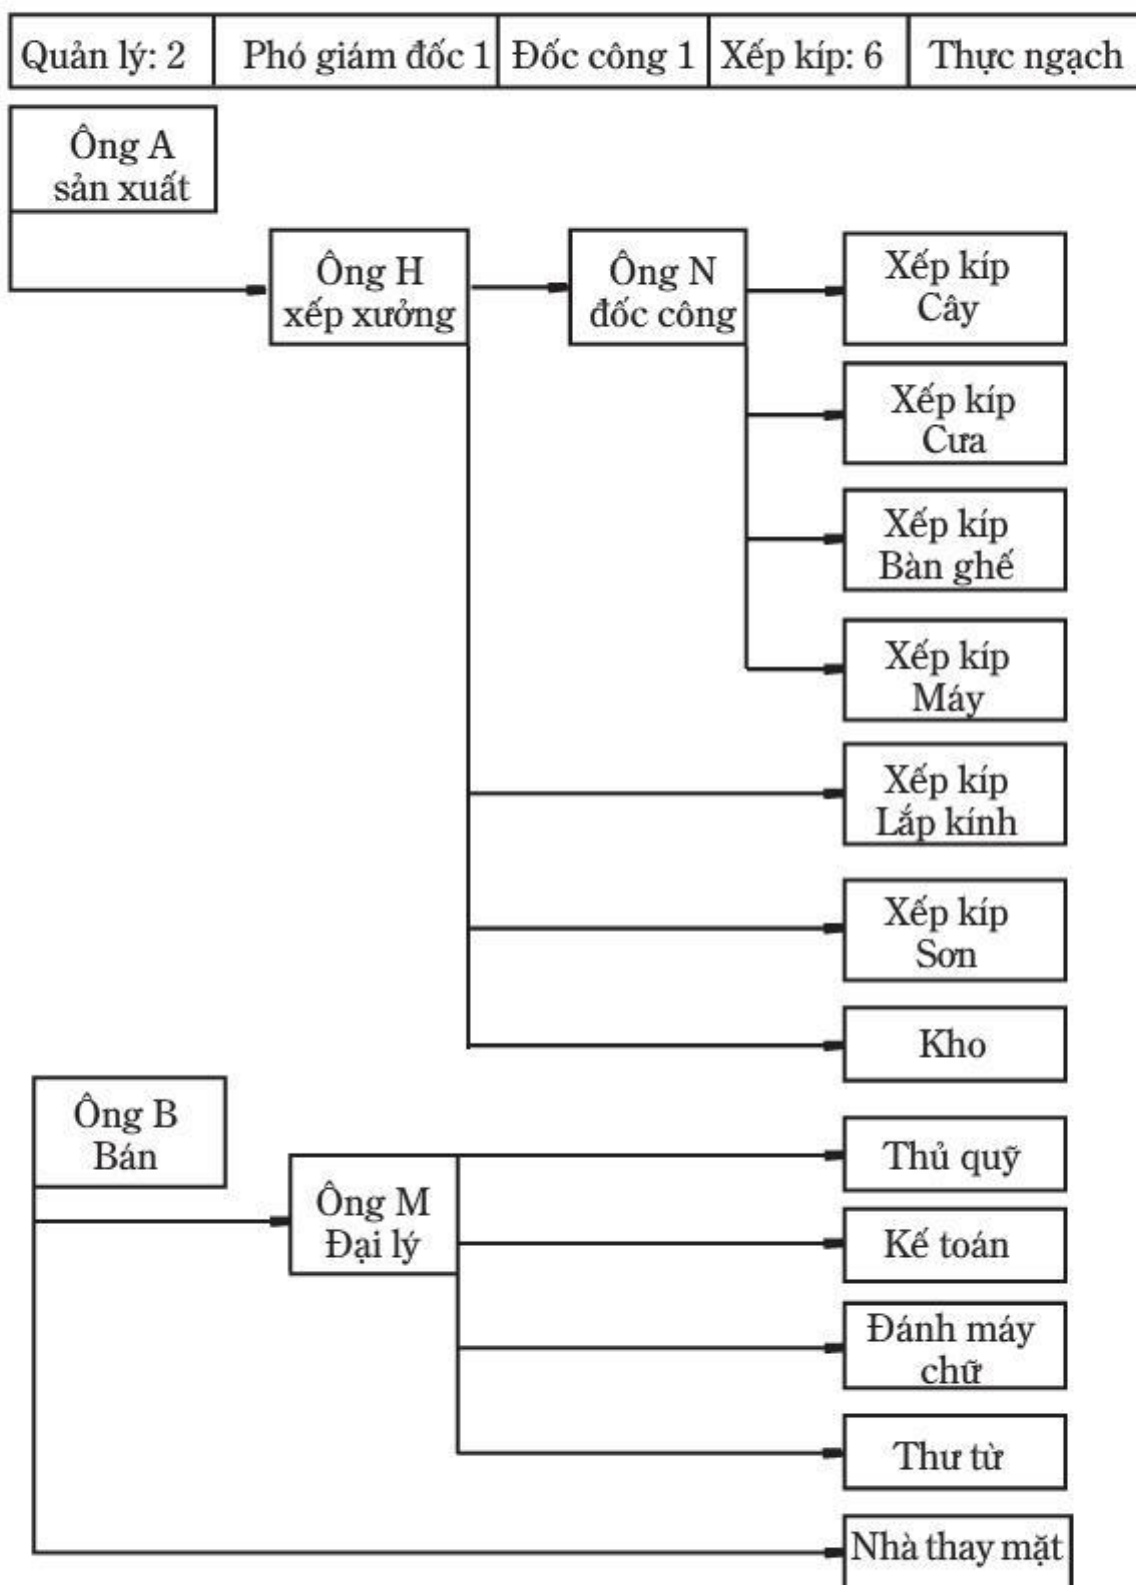 Quản lý: 2 Phó giám đốc 1 Đốc công 1 Xếp kíp: 6 Thực ngạch
Ông A
sản xuất
Ông H
xếp xưởng
Ông N
đốc công
Xếp kíp
Cây
Xếp kíp
Cưa
Xếp kíp
Bàn ghế
Xếp kíp
Máy
Xếp kíp
Lắp kính
Xếp kíp
Sơn
Kho
Ông B
Bán
Ông M
Đại lý
Thủ quỹ
Kế toán
Đánh máy
chữ
Thư từ
Nhà thay mặt